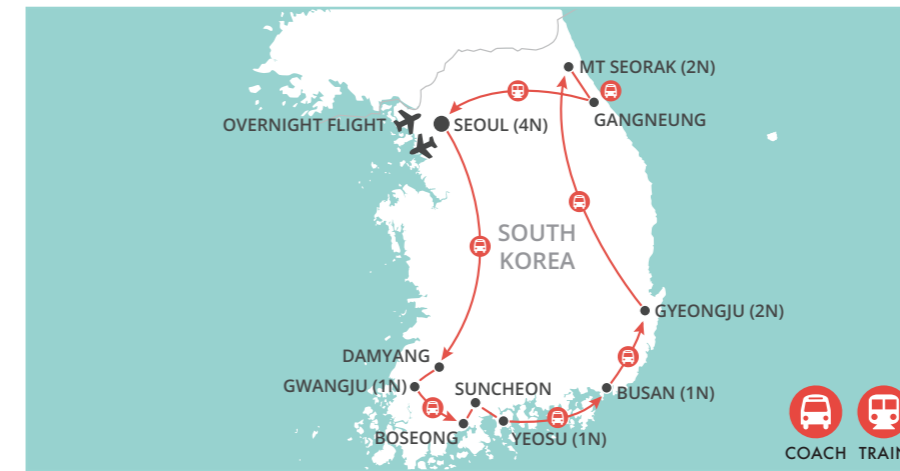 MT SEORAK (2N)
GANGNEUNG
OVERNIGHT FLIGHT
SEOUL (4N)
SOUTH
KOREA
GYEONGJU (2N)
DAMYANG
GWANGJU (1N)
SUNCHEON
BUSAN (1N)
BOSEONG
YEOSU (1N)
COACH
TRAIN